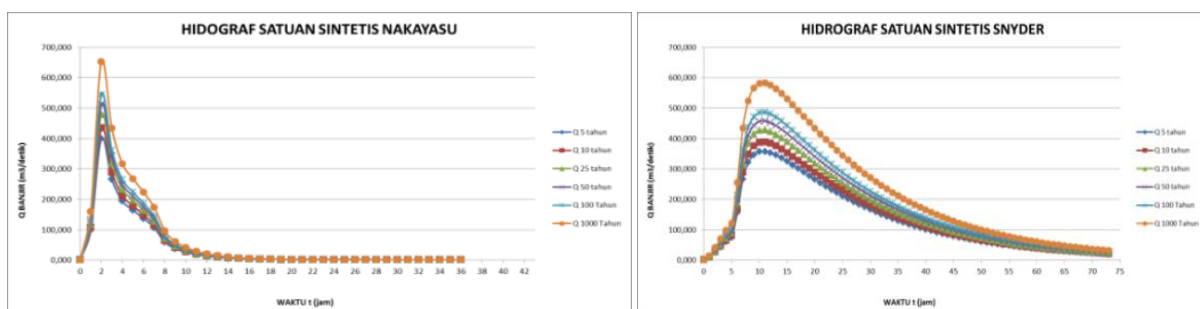 HIDOGRAF SATUAN SINTETIS NAKAYASU
700,000
600,000
500,000
400,000
300,000
200,000
100,000
0,000
Q BANJIR (m3/detik)
0 2 4 6 8 10 12 14 16 18 20 22 24 26 28 30 32 34 36 38 40 42
WAKTU t (jam)
Q 5 tahun
Q 10 tahun
Q 25 tahun
Q 50 tahun
Q 100 Tahun
Q 1000 Tahun
HIDROGRAF SATUAN SINTETIS SNYDER
700,000
600,000
500,000
400,000
300,000
200,000
100,000
0,000
Q BANJIR (m3/detik)
0 5 10 15 20 25 30 35 40 45 50 55 60 65 70 75
WAKTU t (jam)
Q 5 tahun
Q 10 tahun
Q 25 tahun
Q 50 tahun
Q 100 tahun
Q 1000 Tahun